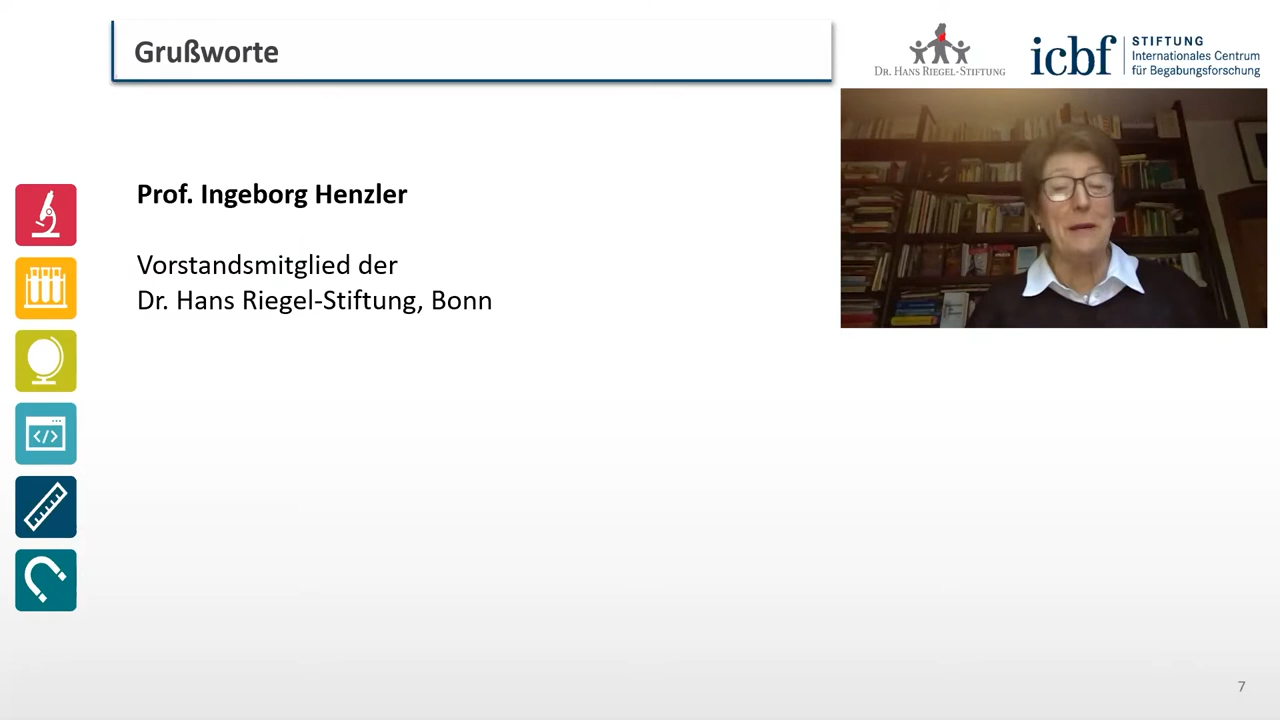 Grußworte
DR. HANS RIEGEL-STIFTUNG
icbf
STIFTUNG
Internationales Centrum
für Begabungsforschung
Prof. Ingeborg Henzler
Vorstandsmitglied der
Dr. Hans Riegel-Stiftung, Bonn
</>
7